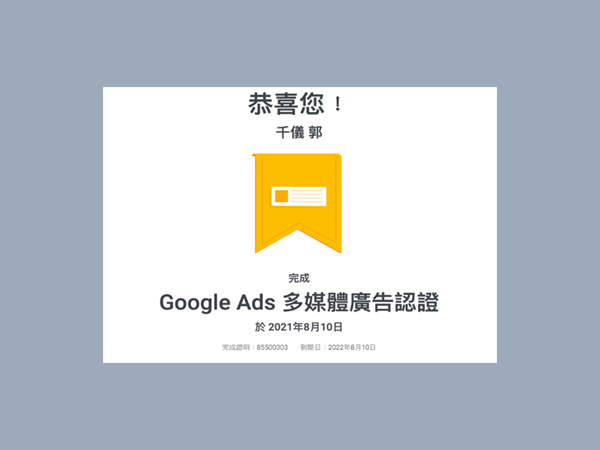 恭喜您！
千儀 郭
完成
Google Ads 多媒體廣告認證
於 2021年8月10日
完成證明：85500303 到期日：2022年8月10日